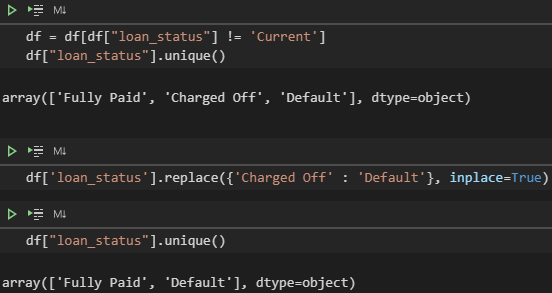 M↓
df = df[df["loan_status"] != 'Current']
df["loan_status"].unique()
array(['Fully Paid', 'Charged Off', 'Default'], dtype=object)
M↓
df['loan_status'].replace({'Charged Off' : 'Default'}, inplace=True)
M↓
df["loan_status"].unique()
array(['Fully Paid', 'Default'], dtype=object)